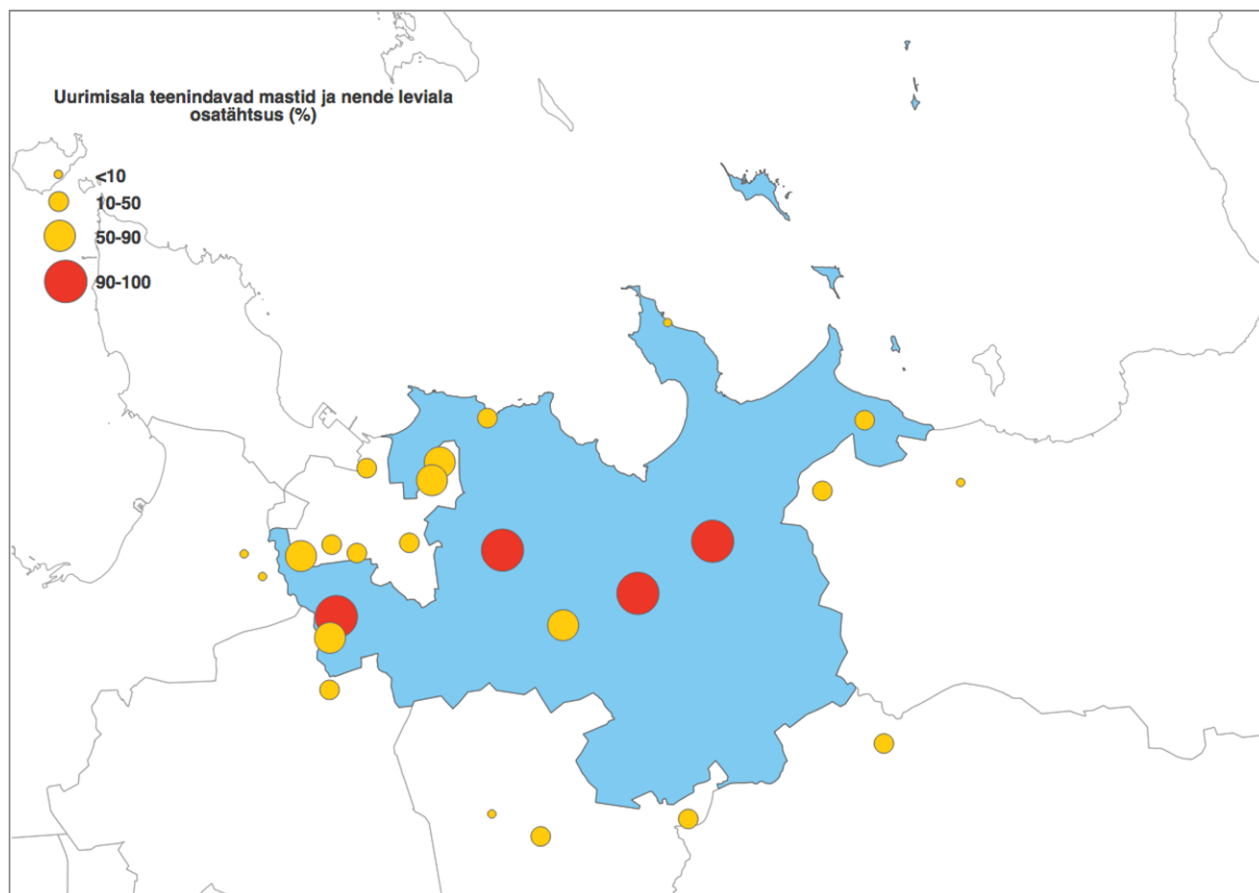 Uurimisala teenindavad mastid ja nende leviala
osatähtsus (%)
<10
10-50
50-90
90-100